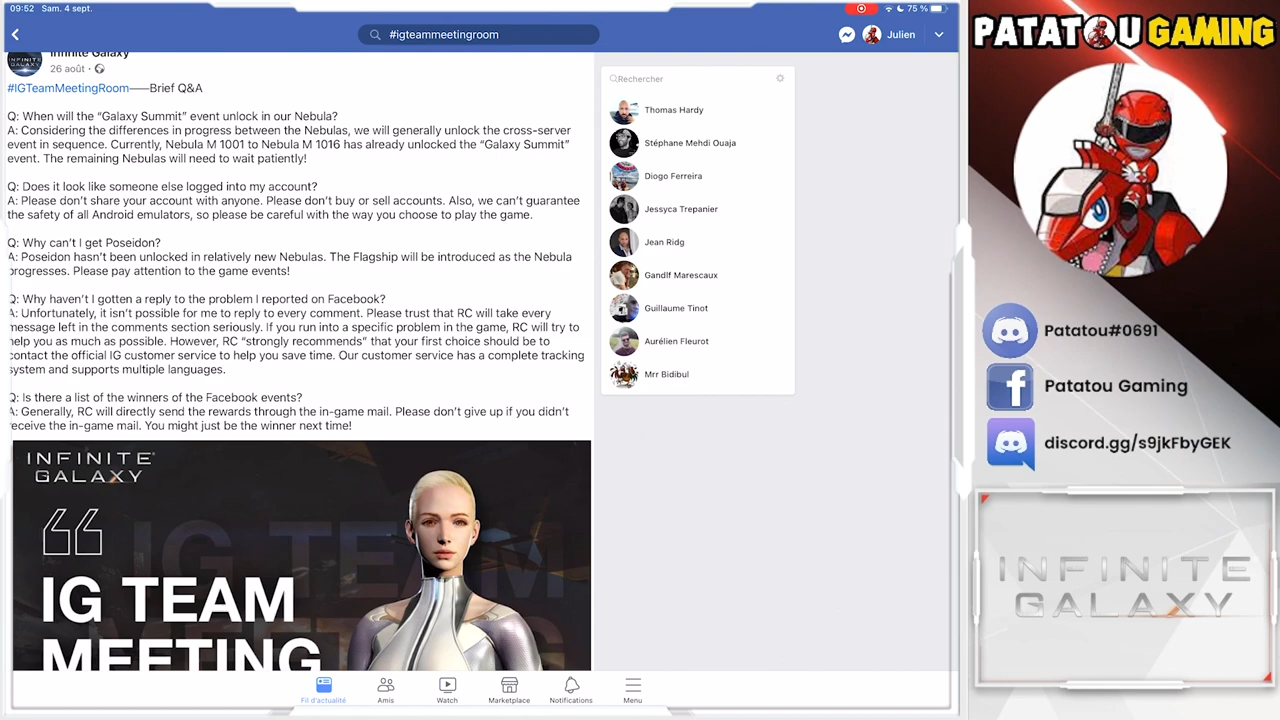 09:52 Sam. 4 sept.
75 %
#igteammeetingroom
Julien
Infinite Galaxy
26 août ·
#IGTeamMeetingRoom——Brief Q&A
Q: When will the “Galaxy Summit” event unlock in our Nebula?
A: Considering the differences in progress between the Nebulas, we will generally unlock the cross-server
event in sequence. Currently, Nebula M 1001 to Nebula M 1016 has already unlocked the “Galaxy Summit”
event. The remaining Nebulas will need to wait patiently!
Q: Does it look like someone else logged into my account?
A: Please don’t share your account with anyone. Please don’t buy or sell accounts. Also, we can’t guarantee
the safety of all Android emulators, so please be careful with the way you choose to play the game.
Q: Why can’t I get Poseidon?
A: Poseidon hasn’t been unlocked in relatively new Nebulas. The Flagship will be introduced as the Nebula
progresses. Please pay attention to the game events!
Q: Why haven’t I gotten a reply to the problem I reported on Facebook?
A: Unfortunately, it isn’t possible for me to reply to every comment. Please trust that RC will take every
message left in the comments section seriously. If you run into a specific problem in the game, RC will try to
help you as much as possible. However, RC “strongly recommends” that your first choice should be to
contact the official IG customer service to help you save time. Our customer service has a complete tracking
system and supports multiple languages.
Q: Is there a list of the winners of the Facebook events?
A: Generally, RC will directly send the rewards through the in-game mail. Please don’t give up if you didn’t
receive the in-game mail. You might just be the winner next time!
INFINITE
GALAXY
IG TEAM
MEETING
IG TEAM
MEETING
Fil d'actualité
Amis
Watch
Marketplace
Notifications
Menu
Rechercher
Thomas Hardy
Stéphane Mehdi Ouaja
Diogo Ferreira
Jessyca Trepanier
Jean Ridg
Gandlf Marescaux
Guillaume Tinot
Aurélien Fleurot
Mrr Bidibul
PATATOU GAMING
Patatou#0691
Patatou Gaming
discord.gg/s9jkFbyGEK
INFINITE
GALAXY